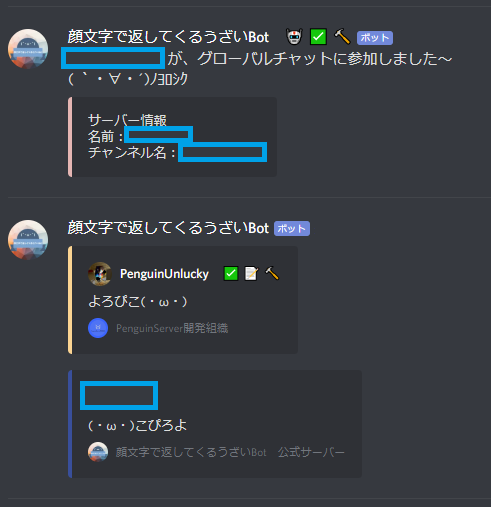 顔文字で返してくるうざいBot ボット
が、グローバルチャットに参加しました〜
( ｀・∀・´)ﾉﾖﾛｼｸ
サーバー情報
名前：
チャンネル名：
顔文字で返してくるうざいBot ボット
PenguinUnlucky
よろぴこ(・ω・)
PenguinServer開発組織
(・ω・)こぴろよ
顔文字で返してくるうざいBot　公式サーバー